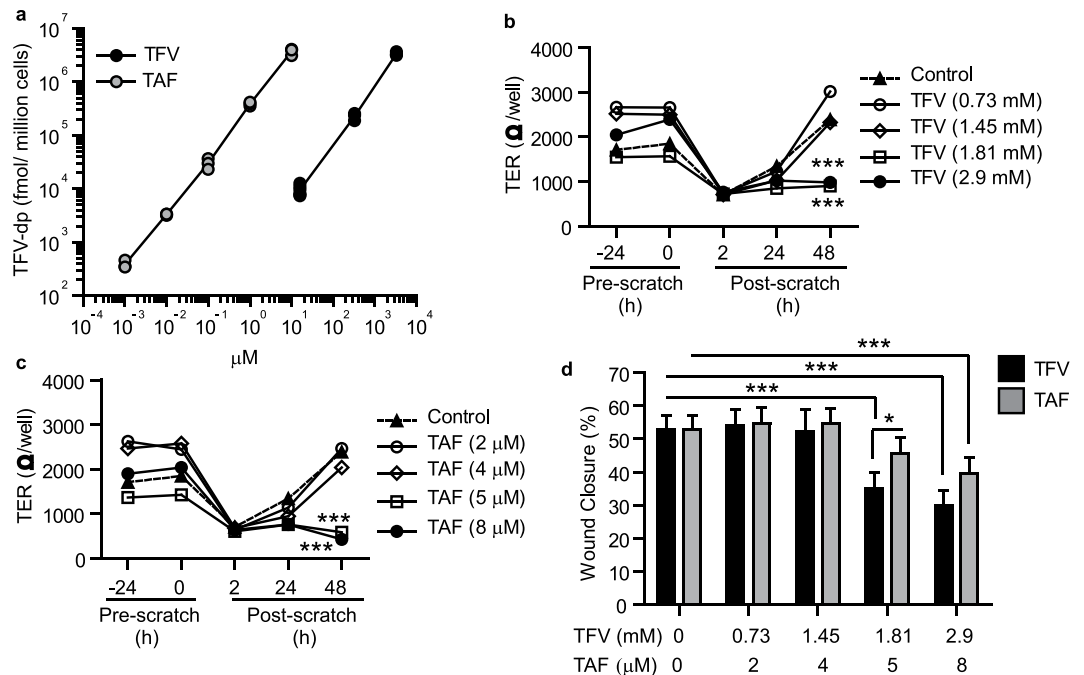 a
TFV-dp (fmol/ million cells)
10^7
10^6
10^5
10^4
10^3
10^2
TFV
TAF
10^-4 10^-3 10^-2 10^-1 10^0 10^1 10^2 10^3 10^4
μM
b
TER (Ω/well)
4000
3000
2000
1000
0
Control
TFV (0.73 mM)
TFV (1.45 mM)
TFV (1.81 mM)
TFV (2.9 mM)
***
***
-24 0 2 24 48
Pre-scratch Post-scratch
(h) (h)
c
TER (Ω/well)
4000
3000
2000
1000
0
Control
TAF (2 μM)
TAF (4 μM)
TAF (5 μM)
TAF (8 μM)
***
***
-24 0 2 24 48
Pre-scratch Post-scratch
(h) (h)
d
Wound Closure (%)
70
60
50
40
30
20
10
0
***
***
***
*
TFV
TAF
TFV (mM) 0 0.73 1.45 1.81 2.9
TAF (μM) 0 2 4 5 8